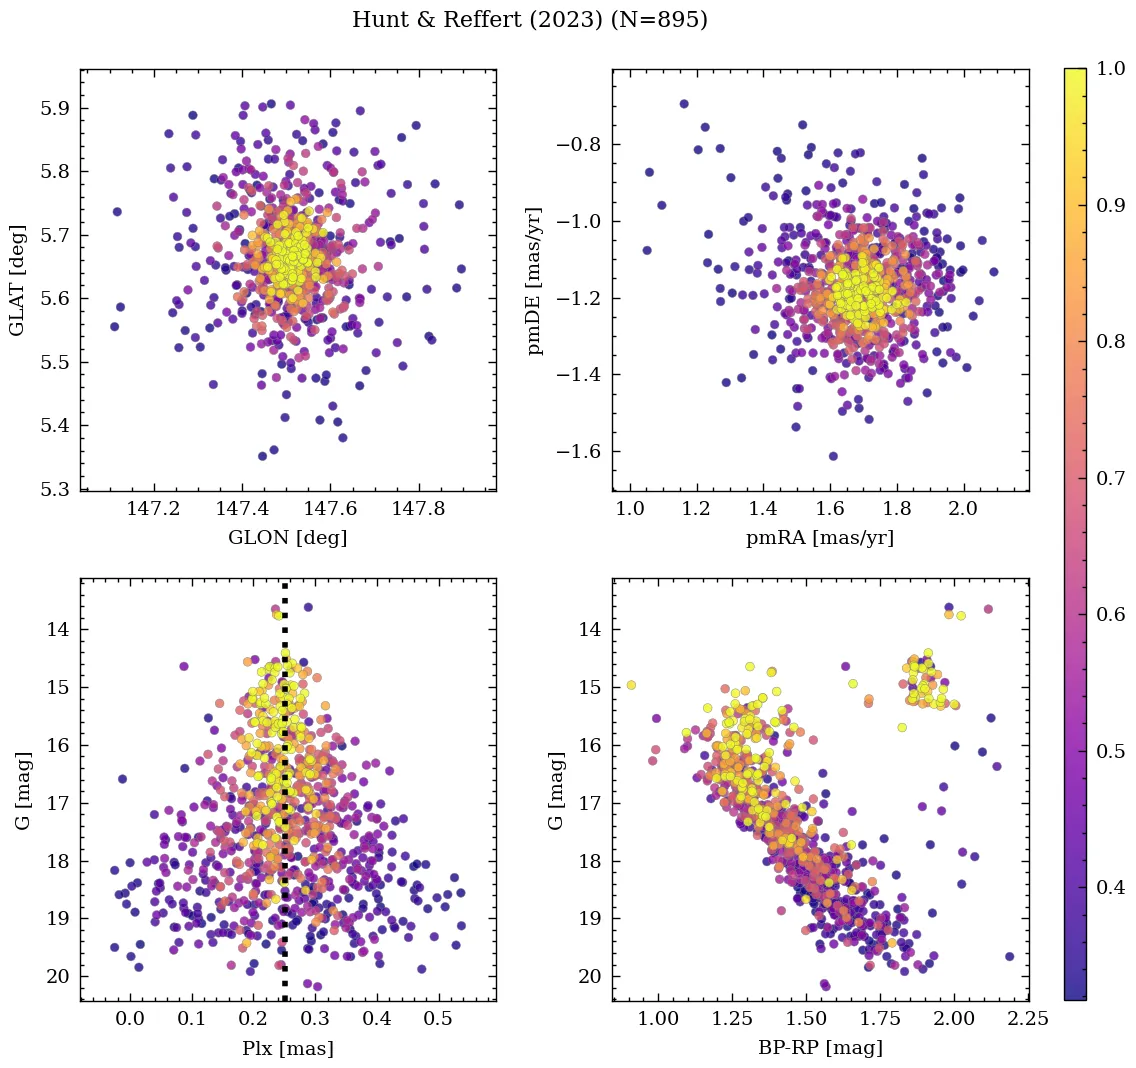 Hunt & Reffert (2023) (N=895)
5.9
5.8
5.7
5.6
5.5
5.4
5.3
GLAT [deg]
147.2 147.4 147.6 147.8
GLON [deg]
−0.8
−1.0
−1.2
−1.4
−1.6
pmDE [mas/yr]
1.0 1.2 1.4 1.6 1.8 2.0
pmRA [mas/yr]
14
15
16
17
18
19
20
G [mag]
0.0 0.1 0.2 0.3 0.4 0.5
Plx [mas]
14
15
16
17
18
19
20
G [mag]
1.00 1.25 1.50 1.75 2.00 2.25
BP-RP [mag]
1.0
0.9
0.8
0.7
0.6
0.5
0.4